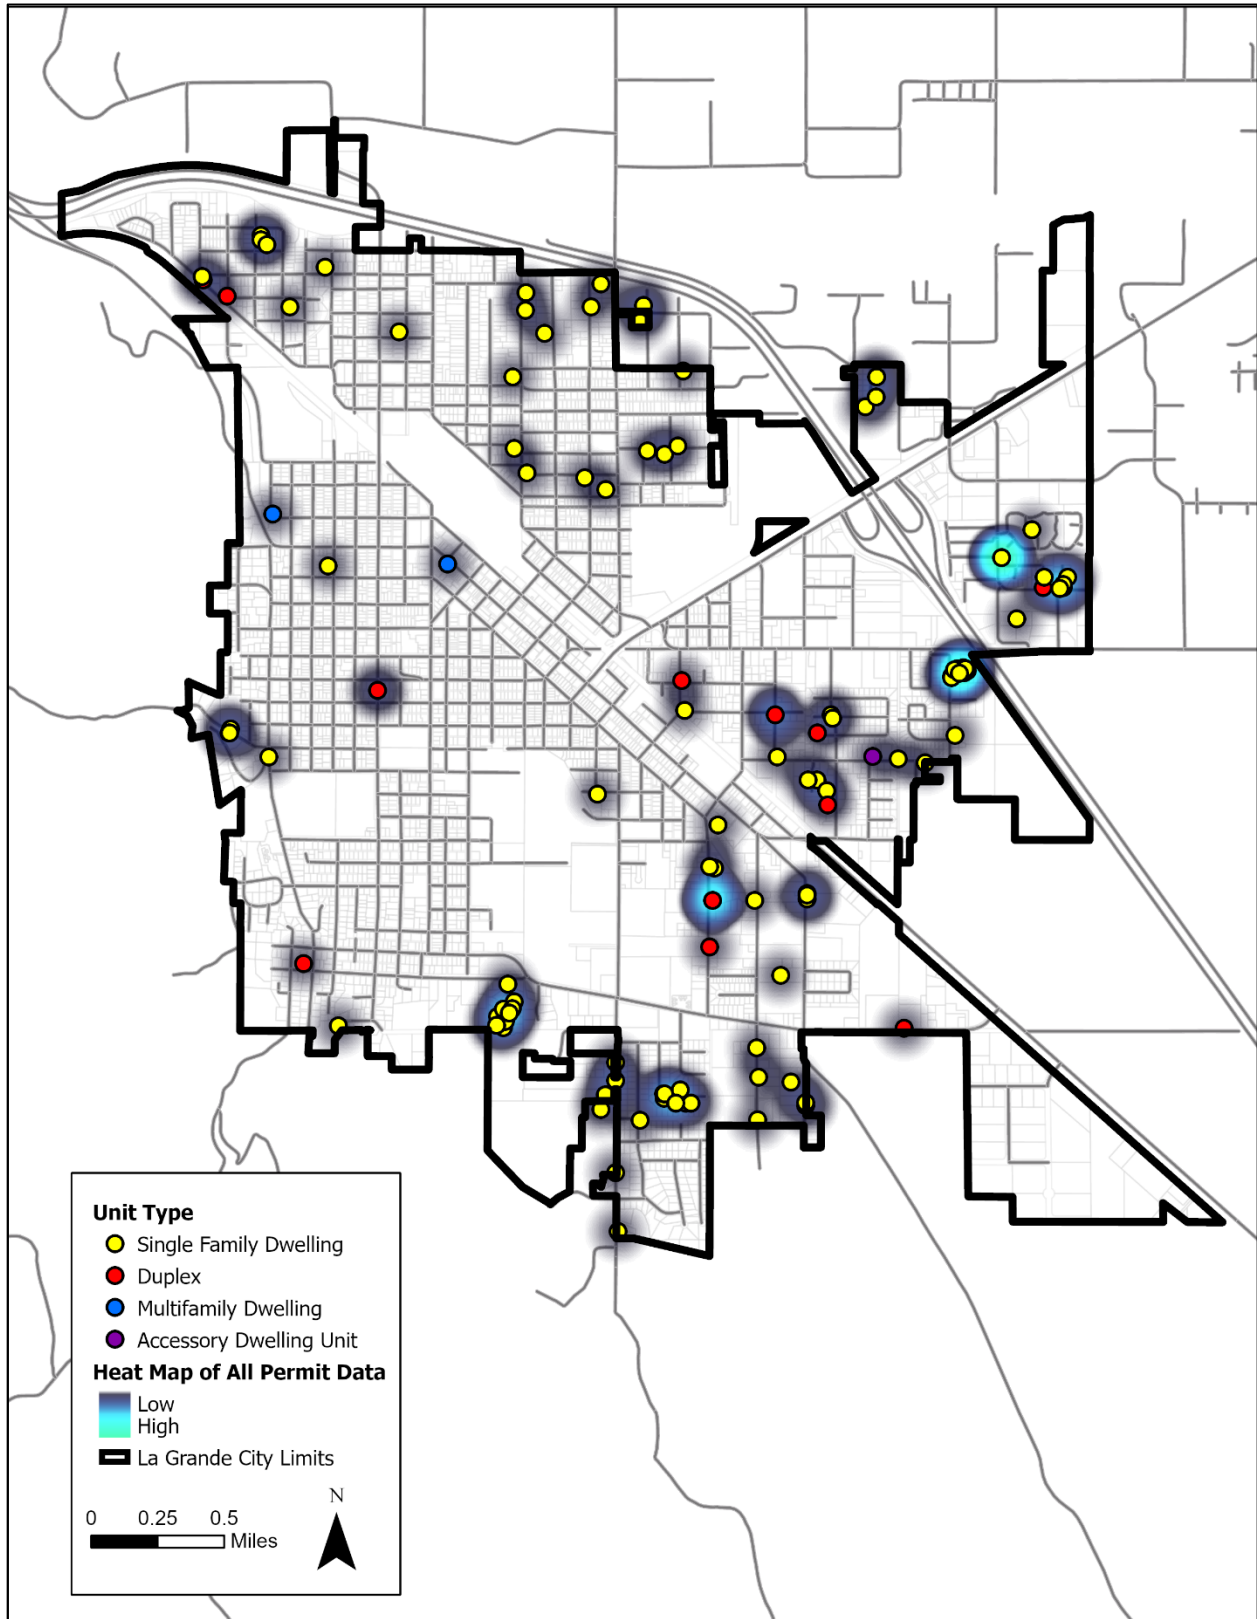 Unit Type
Single Family Dwelling
Duplex
Multifamily Dwelling
Accessory Dwelling Unit
Heat Map of All Permit Data
Low
High
La Grande City Limits
N
0 0.25 0.5
Miles